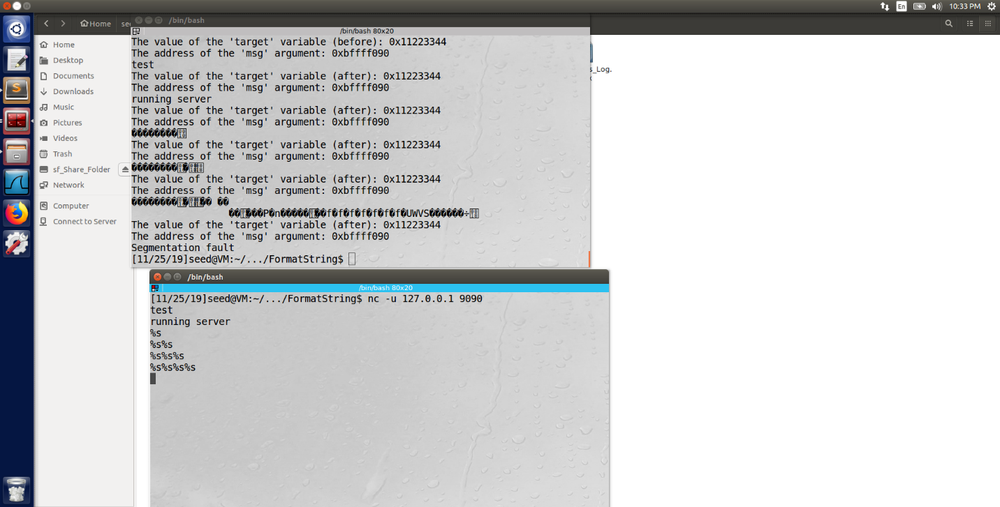 En
10:33 PM
Home
/bin/bash
/bin/bash 80x20
Home
Desktop
Documents
Downloads
Music
Pictures
Videos
Trash
sf_Share_Folder
Network
Computer
Connect to Server
s_Log.
The value of the 'target' variable (before): 0x11223344
The address of the 'msg' argument: 0xbffff090
test
The value of the 'target' variable (after): 0x11223344
The address of the 'msg' argument: 0xbffff090
running server
The value of the 'target' variable (after): 0x11223344
The address of the 'msg' argument: 0xbffff090
The value of the 'target' variable (after): 0x11223344
The address of the 'msg' argument: 0xbffff090
The value of the 'target' variable (after): 0x11223344
The address of the 'msg' argument: 0xbffff090
P�n
�f�f�f�f�f�f�f�UWVS
The value of the 'target' variable (after): 0x11223344
The address of the 'msg' argument: 0xbffff090
Segmentation fault
[11/25/19]seed@VM:~/.../FormatString$
/bin/bash
/bin/bash 80x20
[11/25/19]seed@VM:~/.../FormatString$ nc -u 127.0.0.1 9090
test
running server
%s
%s%s
%s%s%s
%s%s%s%s